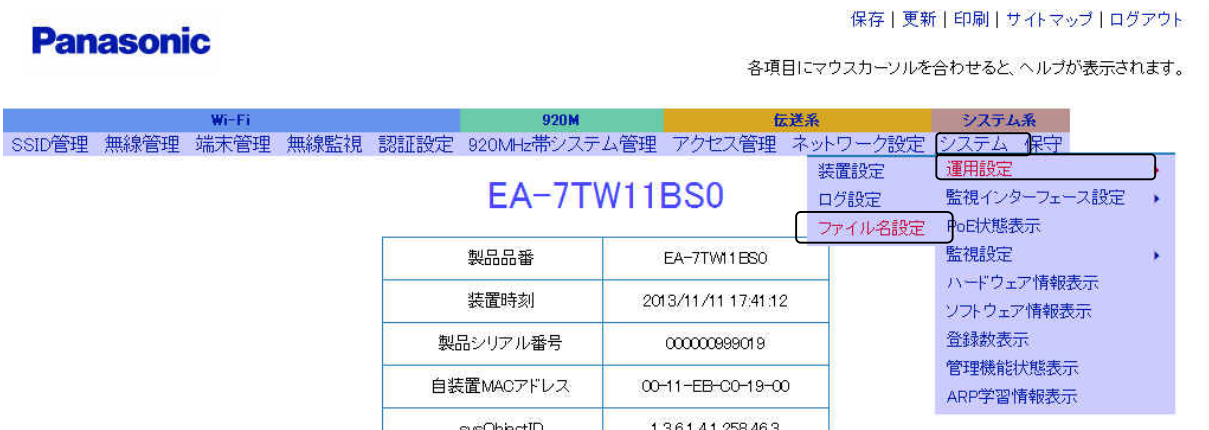 保存 | 更新 | 印刷 | サイトマップ | ログアウト
Panasonic
各項目にマウスカーソルを合わせると、ヘルプが表示されます。
Wi-Fi 920M 伝送系 システム系
SSID管理 無線管理 端末管理 無線監視 認証設定 920MHz帯システム管理 アクセス管理 ネットワーク設定 システム 保守
装置設定 運用設定
ログ設定 監視インターフェース設定
ファイル名設定 PoE状態表示
監視設定
ハードウェア情報表示
ソフトウェア情報表示
登録数表示
管理機能状態表示
ARP学習情報表示
EA-7TW11BS0
製品品番 EA-7TW11BS0
装置時刻 2013/11/11 17:41:12
製品シリアル番号 000000999019
自装置MACアドレス 00-11-EB-C0-19-00
sysObjectID 1.3.6.1.4.1.258.46.3